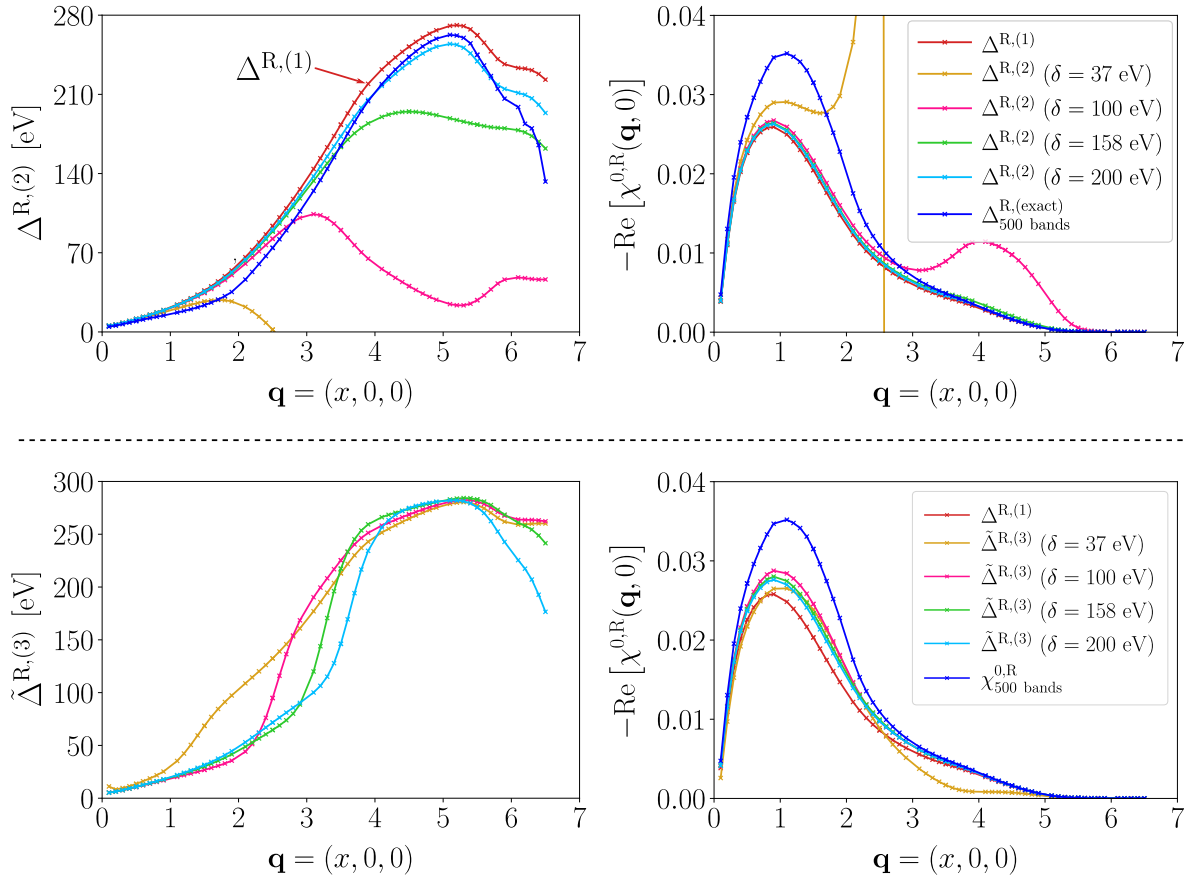 280
210
140
70
0
Δ^{R,(2)} [eV]
Δ^{R,(1)}
0 1 2 3 4 5 6 7
q = (x, 0, 0)
0.04
0.03
0.02
0.01
0.00
−Re [χ^{0,R}(q, 0)]
Δ^{R,(1)}
Δ^{R,(2)} (δ = 37 eV)
Δ^{R,(2)} (δ = 100 eV)
Δ^{R,(2)} (δ = 158 eV)
Δ^{R,(2)} (δ = 200 eV)
Δ^{R,(exact)}_{500 bands}
0 1 2 3 4 5 6 7
q = (x, 0, 0)
300
250
200
150
100
50
0
Δ̃^{R,(3)} [eV]
0 1 2 3 4 5 6 7
q = (x, 0, 0)
0.04
0.03
0.02
0.01
0.00
−Re [χ^{0,R}(q, 0)]
Δ^{R,(1)}
Δ̃^{R,(3)} (δ = 37 eV)
Δ̃^{R,(3)} (δ = 100 eV)
Δ̃^{R,(3)} (δ = 158 eV)
Δ̃^{R,(3)} (δ = 200 eV)
χ^{0,R}_{500 bands}
0 1 2 3 4 5 6 7
q = (x, 0, 0)